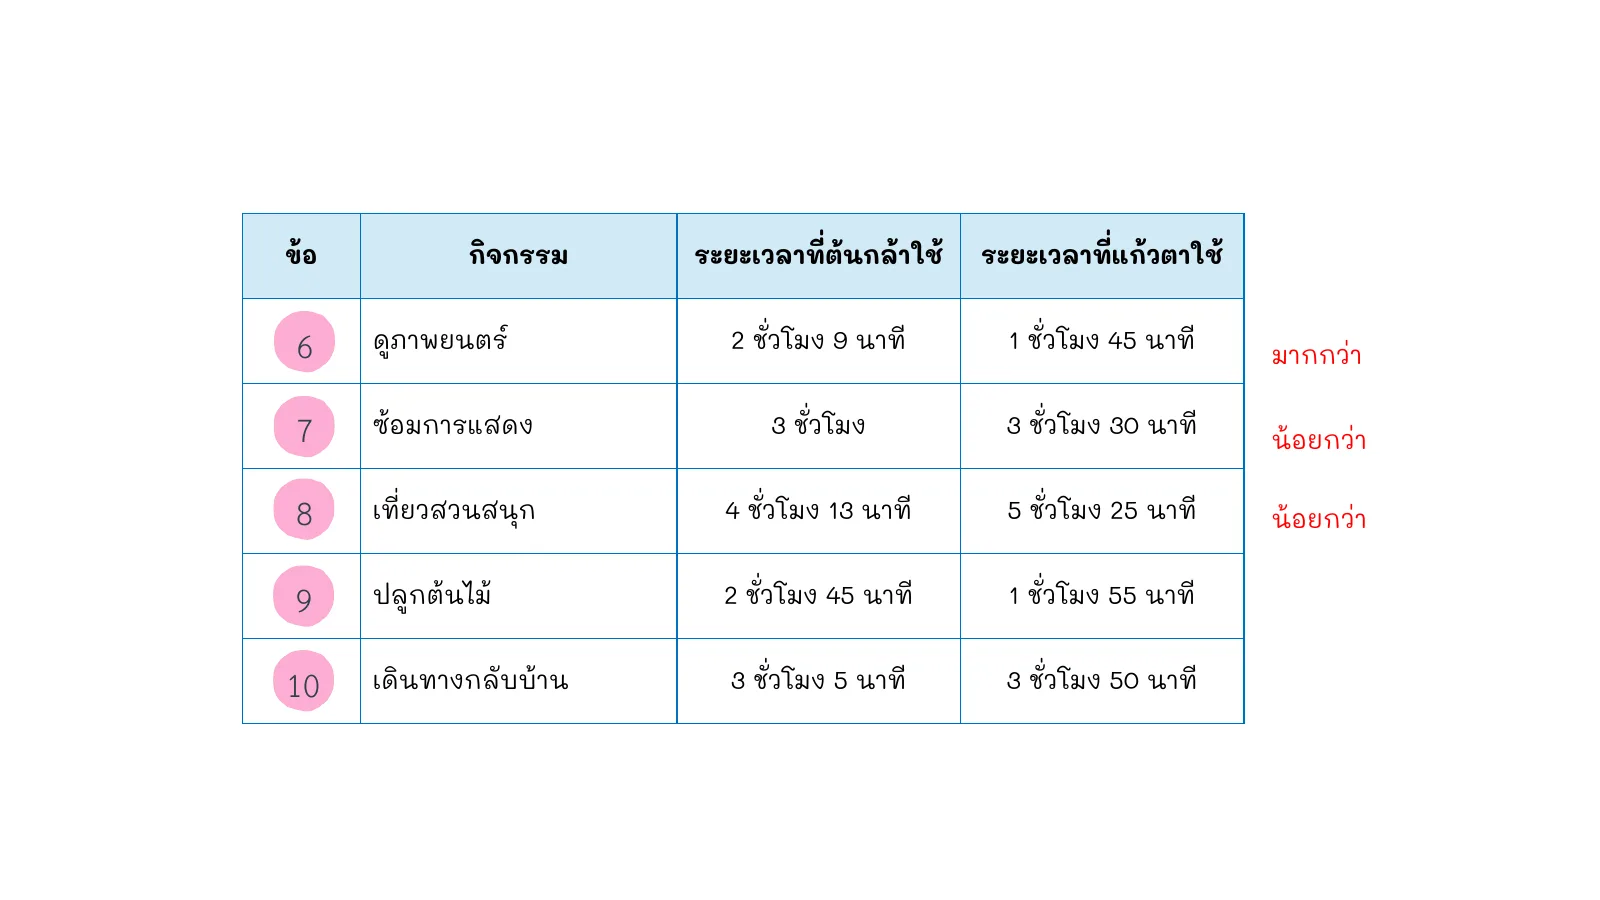 ข้อ กิจกรรม ระยะเวลาที่ต้นกล้าใช้ ระยะเวลาที่แก้วตาใช้
6 ดูภาพยนตร์ 2 ชั่วโมง 9 นาที 1 ชั่วโมง 45 นาที มากกว่า
7 ซ้อมการแสดง 3 ชั่วโมง 3 ชั่วโมง 30 นาที น้อยกว่า
8 เที่ยวสวนสนุก 4 ชั่วโมง 13 นาที 5 ชั่วโมง 25 นาที น้อยกว่า
9 ปลูกต้นไม้ 2 ชั่วโมง 45 นาที 1 ชั่วโมง 55 นาที
10 เดินทางกลับบ้าน 3 ชั่วโมง 5 นาที 3 ชั่วโมง 50 นาที